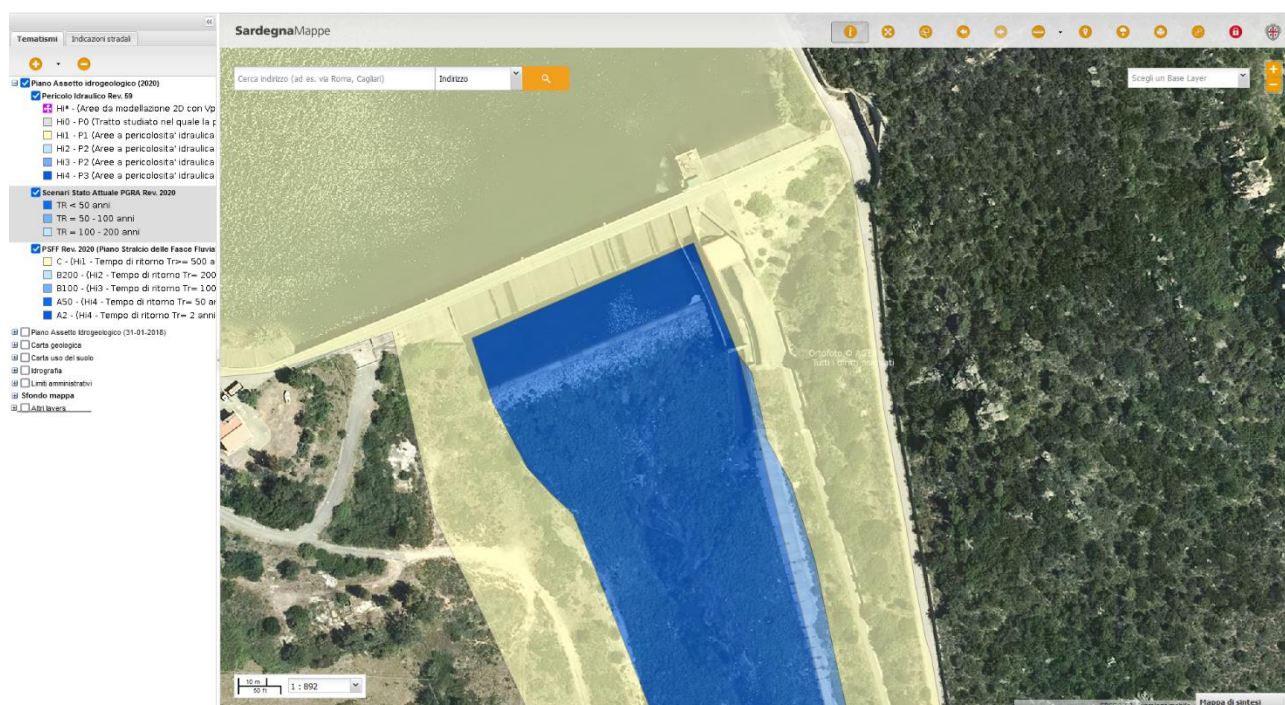 Tematismi
Indicazioni stradali
Piano Assetto idrogeologico (2020)
Pericolo Idraulico Rev. 59
Hi* - (Aree da modellazione 2D con Vp
Hi0 - P0 (Tratto studiato nel quale la p
Hi1 - P1 (Aree a pericolosita' idraulica
Hi2 - P2 (Aree a pericolosita' idraulica
Hi3 - P2 (Aree a pericolosita' idraulica
Hi4 - P3 (Aree a pericolosita' idraulica
Scenari Stato Attuale PGRA Rev. 2020
TR < 50 anni
TR = 50 - 100 anni
TR = 100 - 200 anni
PSFF Rev. 2020 (Piano Stralcio delle Fasce Fluvia
C - (Hi1 - Tempo di ritorno Tr>= 500 a
B200 - (Hi2 - Tempo di ritorno Tr= 200
B100 - (Hi3 - Tempo di ritorno Tr= 100
A50 - (Hi4 - Tempo di ritorno Tr= 50 an
A2 - (Hi4 - Tempo di ritorno Tr= 2 anni
Piano Assetto Idrogeologico (31-01-2018)
Carta geologica
Carta uso del suolo
Idrografia
Limiti amministrativi
Sfondo mappa
Altri layers
SardegnaMappe
Cerca indirizzo (ad es. via Roma, Cagliari)
Indirizzo
Scegli un Base Layer
Ortofoto ©
Tutti i diritti
10 m
50 ft
1 : 892
Mappa di sintesi